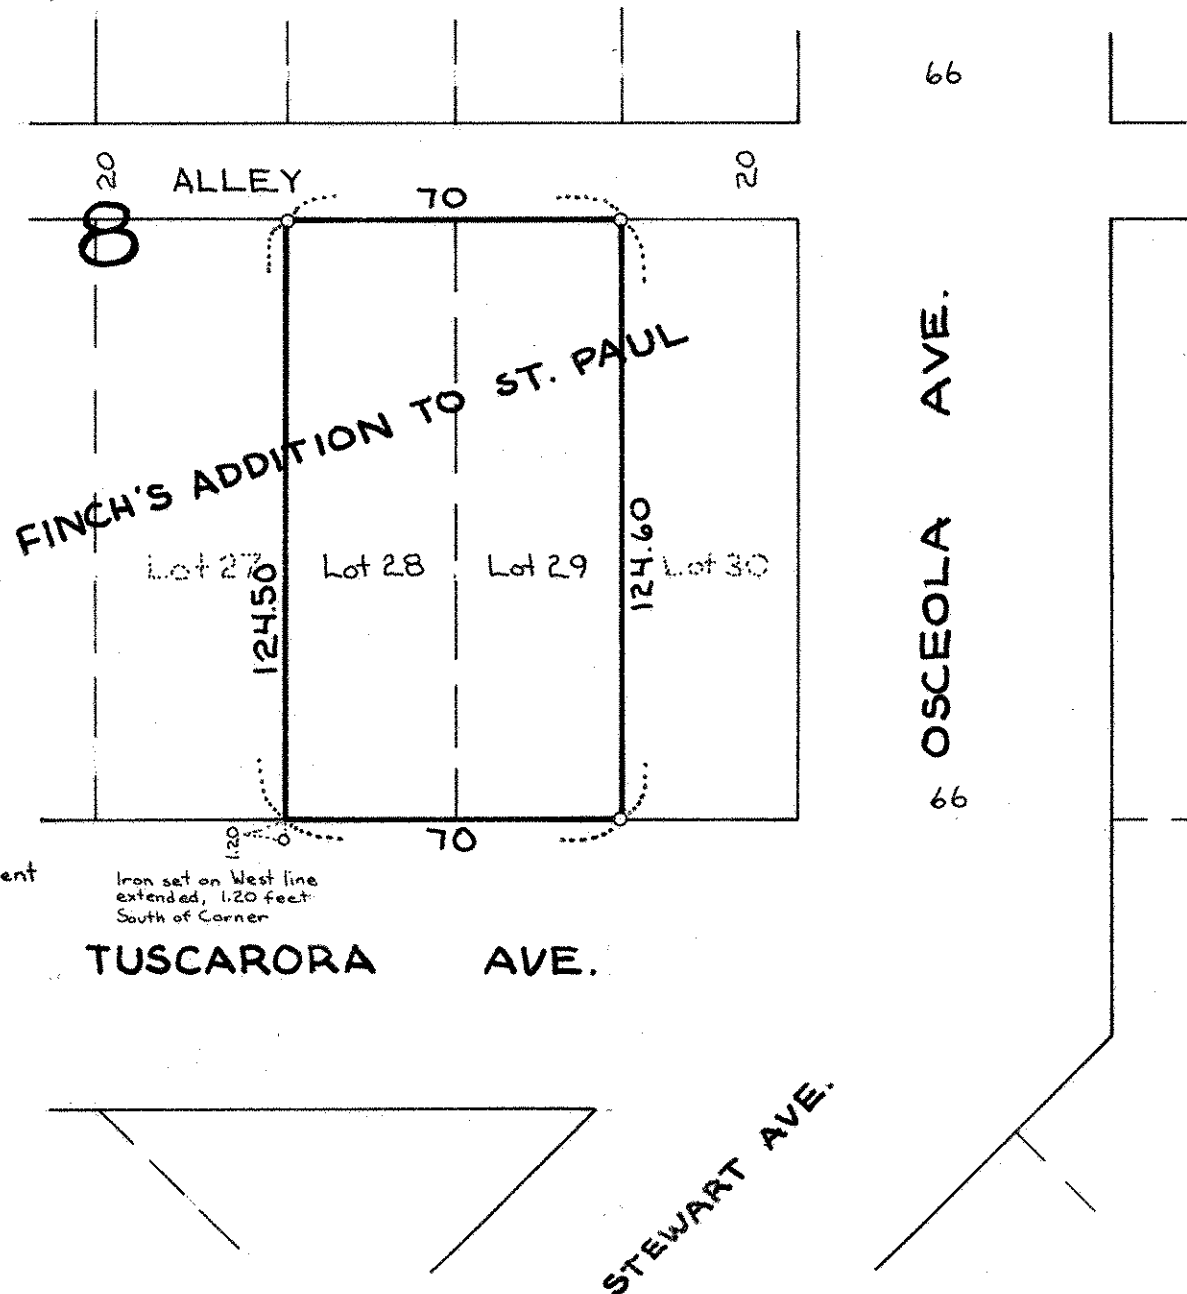 66
20
ALLEY
70
20
8
FINCH'S ADDITION TO ST. PAUL
OSCEOLA AVE.
Lot 27
124.50
Lot 28
Lot 29
124.60
Lot 30
66
1.20
70
ent
Iron set on West line
extended, 1.20 feet
South of Corner
TUSCARORA AVE.
STEWART AVE.